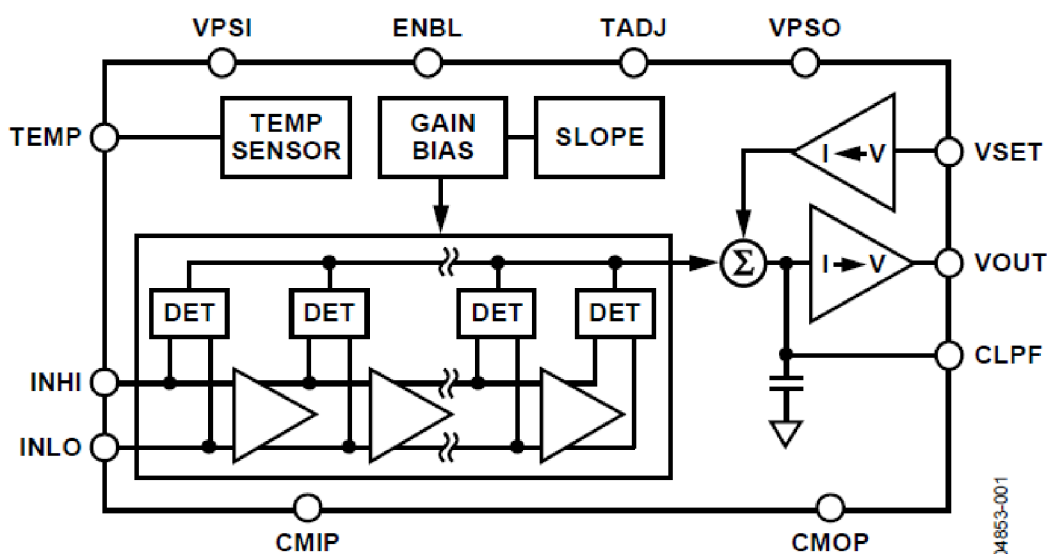 VPSI ENBL TADJ VPSO
TEMP
TEMP
SENSOR
GAIN
BIAS
SLOPE
I V
VSET
Σ
I V
VOUT
DET DET DET DET
CLPF
INHI
INLO
CMIP CMOP
04853-001